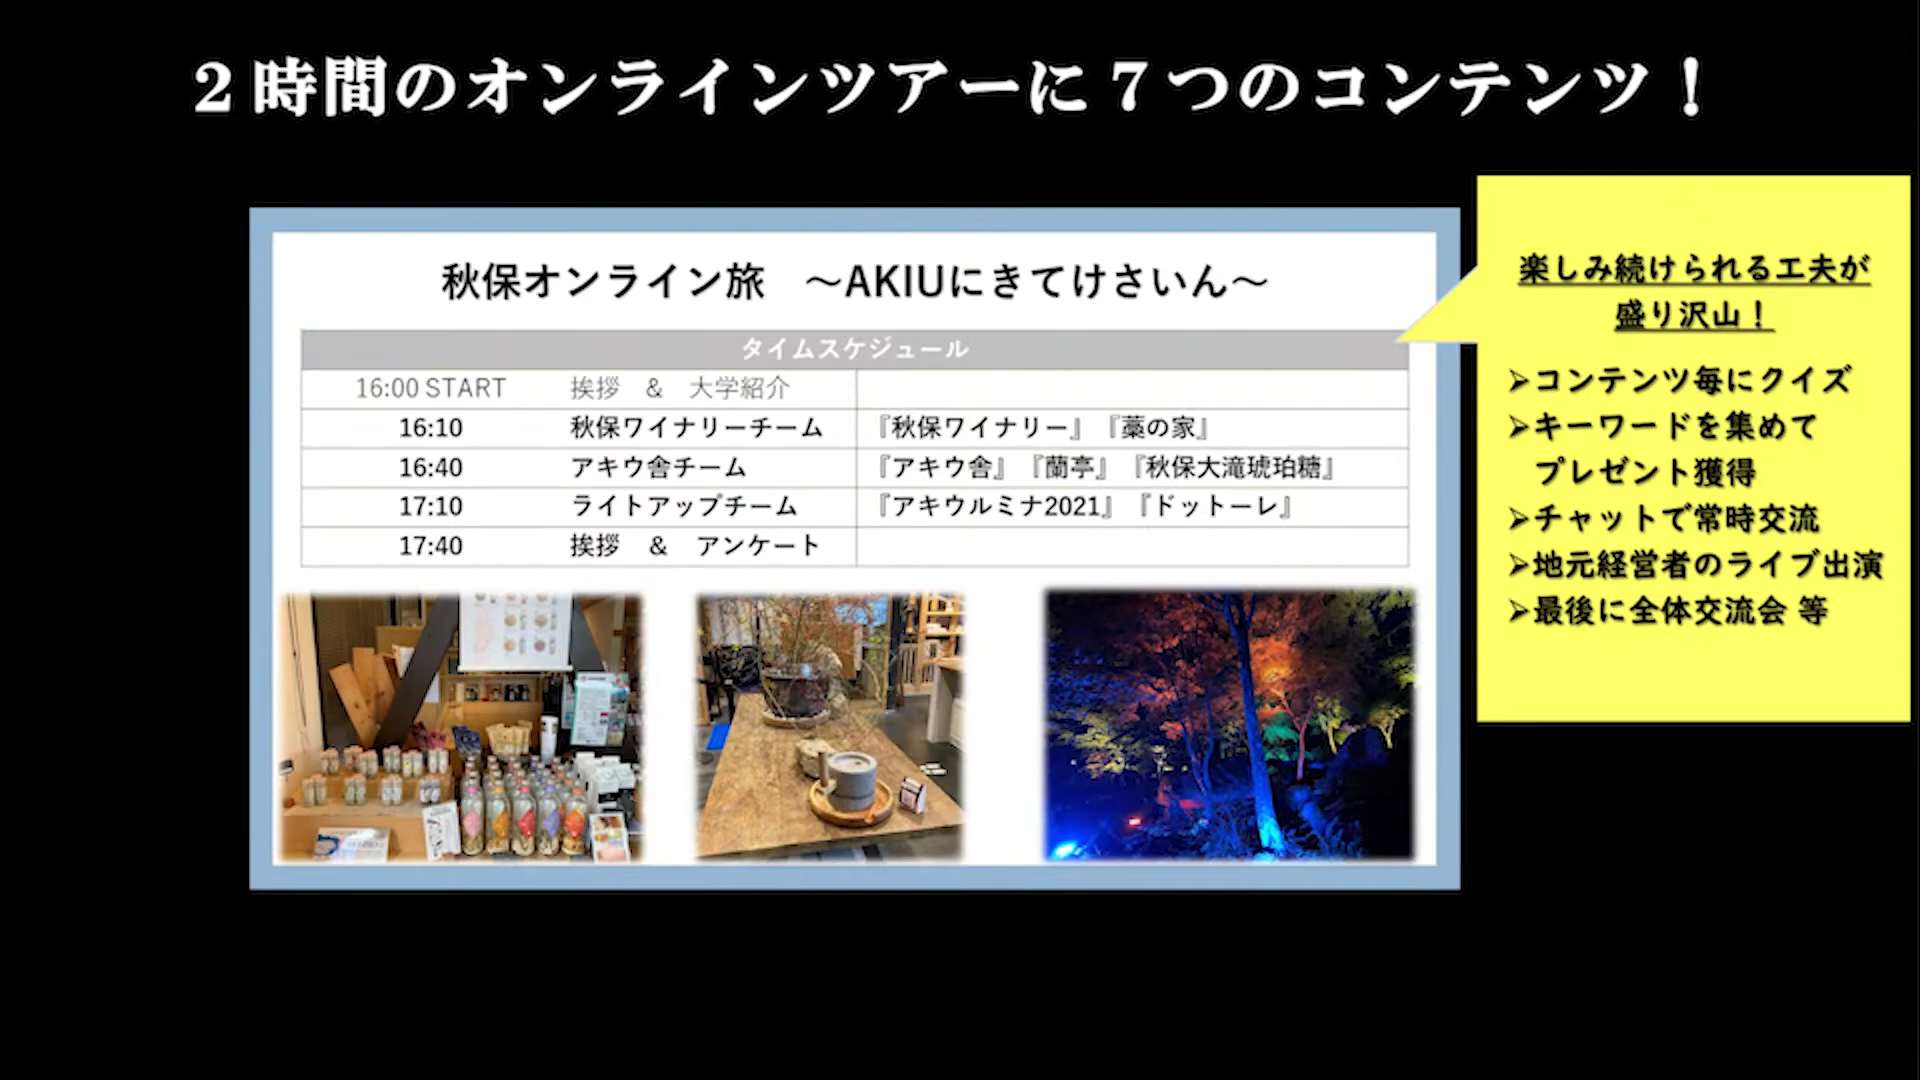 ２時間のオンラインツアーに７つのコンテンツ！
秋保オンライン旅　～AKIUにきてけさいん～
タイムスケジュール
16:00 START 挨拶　&　大学紹介
16:10 秋保ワイナリーチーム 『秋保ワイナリー』『藁の家』
16:40 アキウ舎チーム 『アキウ舎』『蘭亭』『秋保大滝琥珀糖』
17:10 ライトアップチーム 『アキウルミナ2021』『ドットーレ』
17:40 挨拶　&　アンケート
楽しみ続けられる工夫が
盛り沢山！
➢コンテンツ毎にクイズ
➢キーワードを集めて
プレゼント獲得
➢チャットで常時交流
➢地元経営者のライブ出演
➢最後に全体交流会 等